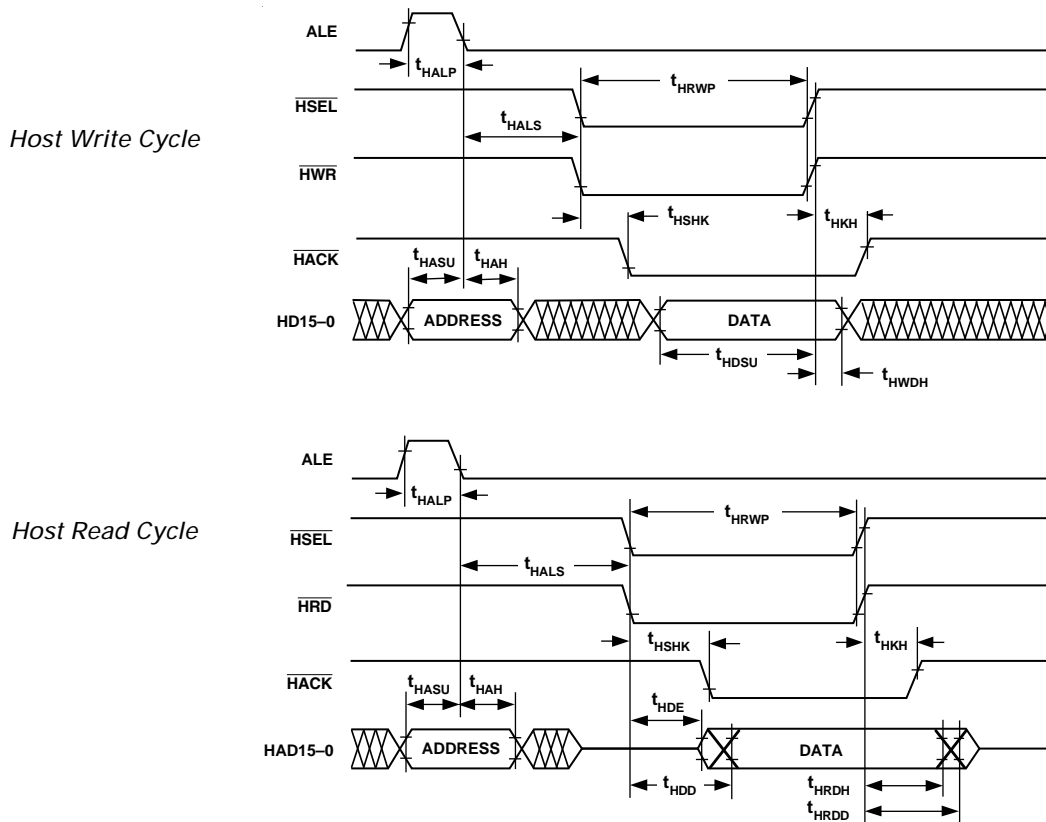 ALE
tHALP
tHRWP
HSEL
tHALS
Host Write Cycle
HWR
tHSHK
tHKH
HACK
tHASU
tHAH
HD15–0
ADDRESS
DATA
tHDSU
tHWDH
ALE
tHALP
Host Read Cycle
tHRWP
HSEL
tHALS
HRD
tHSHK
tHKH
HACK
tHASU
tHAH
tHDE
HAD15–0
ADDRESS
DATA
tHDD
tHRDH
tHRDD